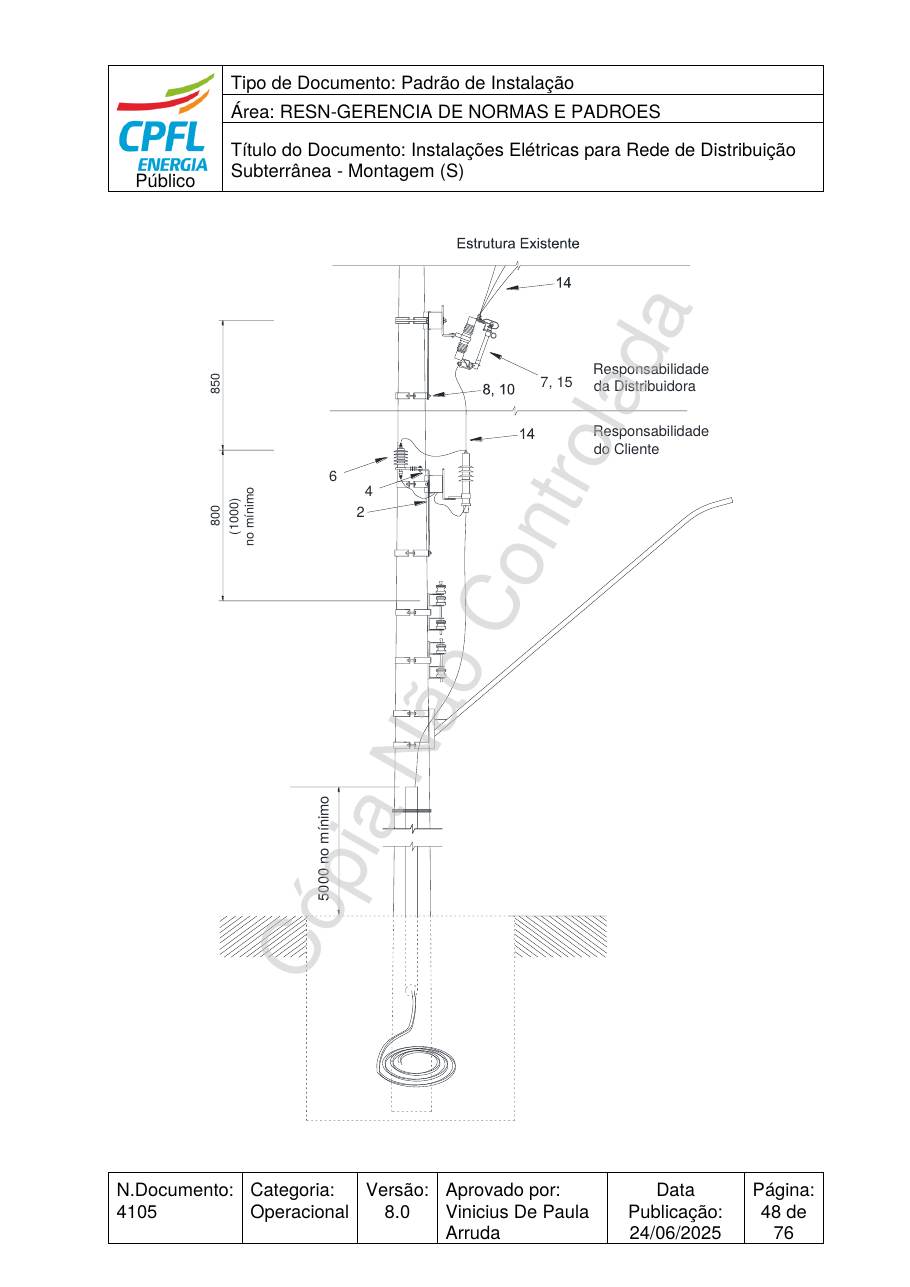 CPFL
ENERGIA
Público
Tipo de Documento: Padrão de Instalação
Área: RESN-GERENCIA DE NORMAS E PADROES
Título do Documento: Instalações Elétricas para Rede de Distribuição
Subterrânea - Montagem (S)
Estrutura Existente
14
850
7, 15
Responsabilidade
da Distribuidora
8, 10
14
Responsabilidade
do Cliente
6
4
2
800
(1000)
no mínimo
5000 no mínimo
Cópia Não Controlada
N.Documento:
4105
Categoria:
Operacional
Versão:
8.0
Aprovado por:
Vinicius De Paula
Arruda
Data
Publicação:
24/06/2025
Página:
48 de
76